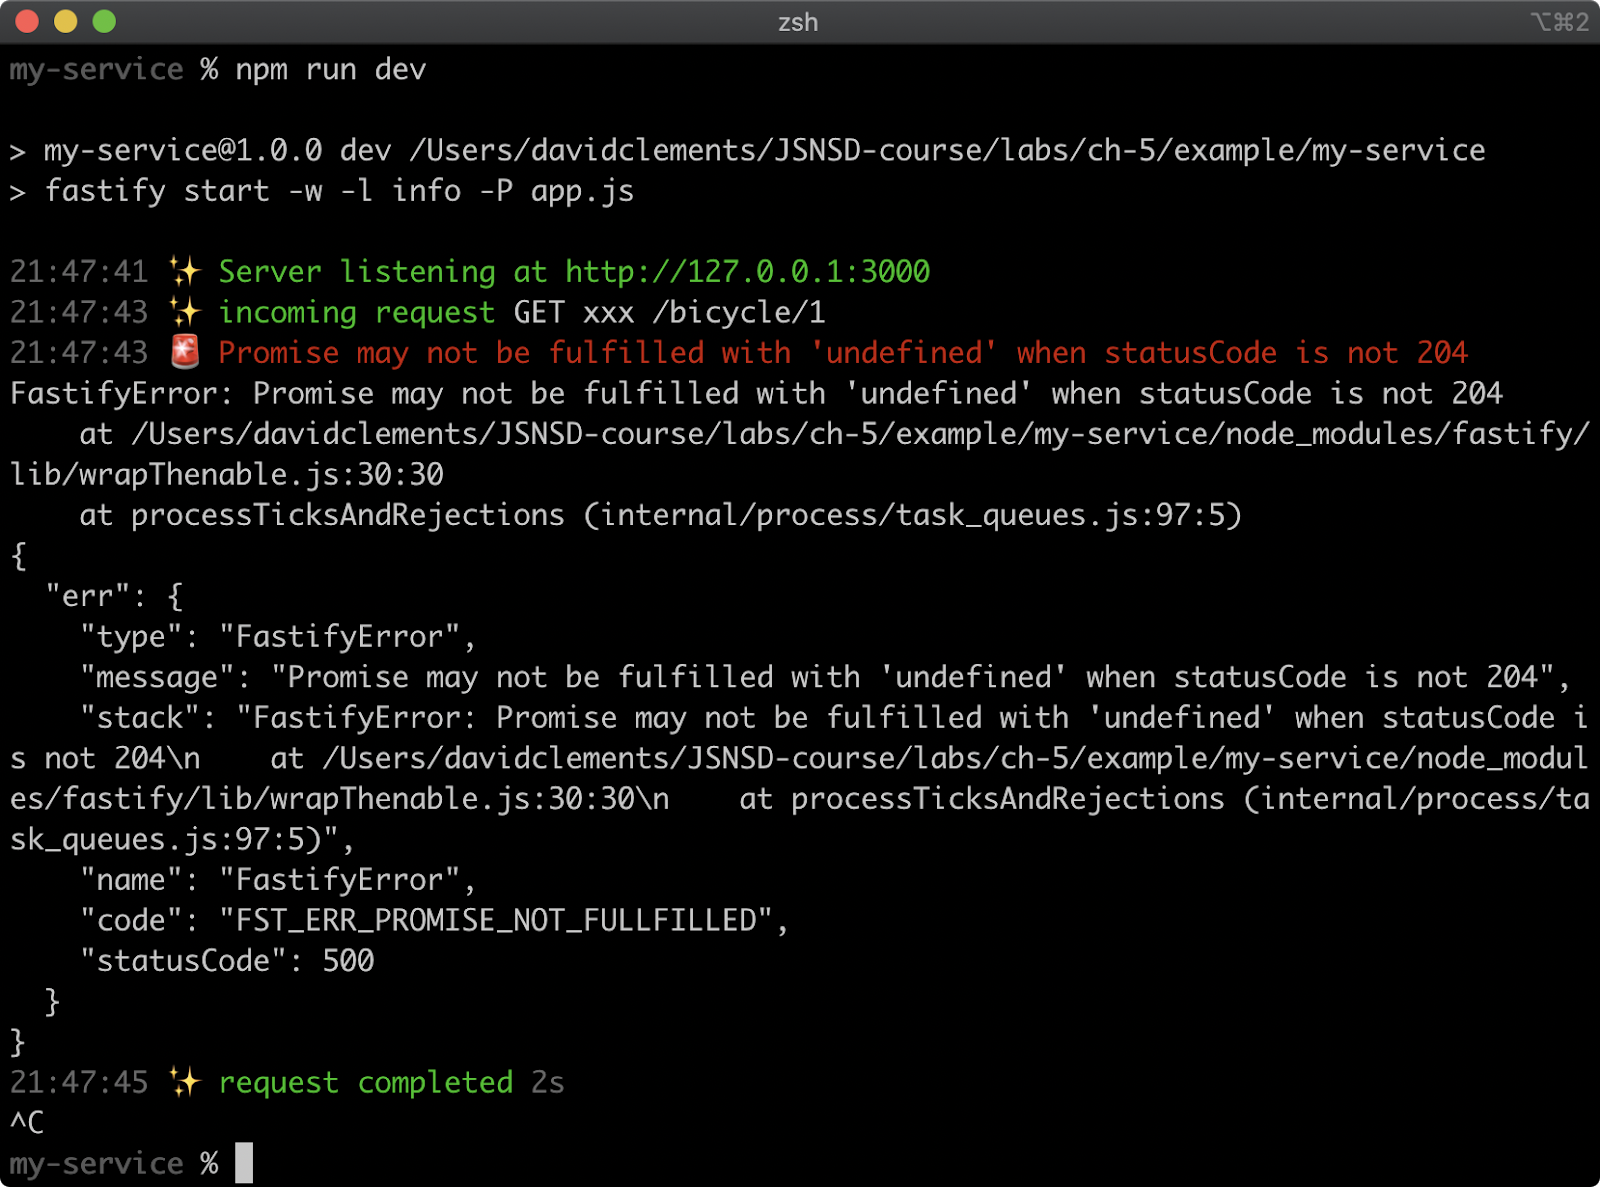 zsh
⌥⌘2
my-service % npm run dev
> my-service@1.0.0 dev /Users/davidclements/JSNSD-course/labs/ch-5/example/my-service
> fastify start -w -l info -P app.js
21:47:41 ✨ Server listening at http://127.0.0.1:3000
21:47:43 ✨ incoming request GET xxx /bicycle/1
21:47:43 🚨 Promise may not be fulfilled with 'undefined' when statusCode is not 204
FastifyError: Promise may not be fulfilled with 'undefined' when statusCode is not 204
    at /Users/davidclements/JSNSD-course/labs/ch-5/example/my-service/node_modules/fastify/
lib/wrapThenable.js:30:30
    at processTicksAndRejections (internal/process/task_queues.js:97:5)
{
  "err": {
    "type": "FastifyError",
    "message": "Promise may not be fulfilled with 'undefined' when statusCode is not 204",
    "stack": "FastifyError: Promise may not be fulfilled with 'undefined' when statusCode i
s not 204\n    at /Users/davidclements/JSNSD-course/labs/ch-5/example/my-service/node_modul
es/fastify/lib/wrapThenable.js:30:30\n    at processTicksAndRejections (internal/process/ta
sk_queues.js:97:5)",
    "name": "FastifyError",
    "code": "FST_ERR_PROMISE_NOT_FULLFILLED",
    "statusCode": 500
  }
}
21:47:45 ✨ request completed 2s
^C
my-service %